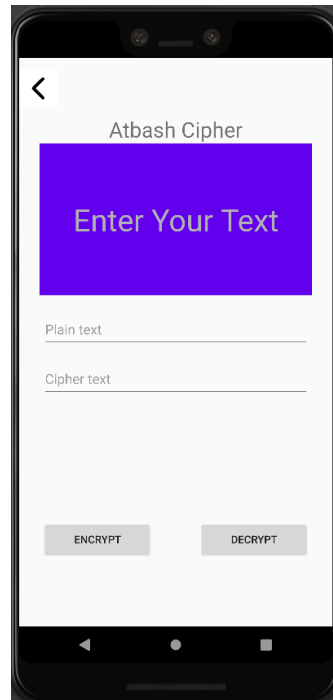 Atbash Cipher
Enter Your Text
Plain text
Cipher text
ENCRYPT
DECRYPT